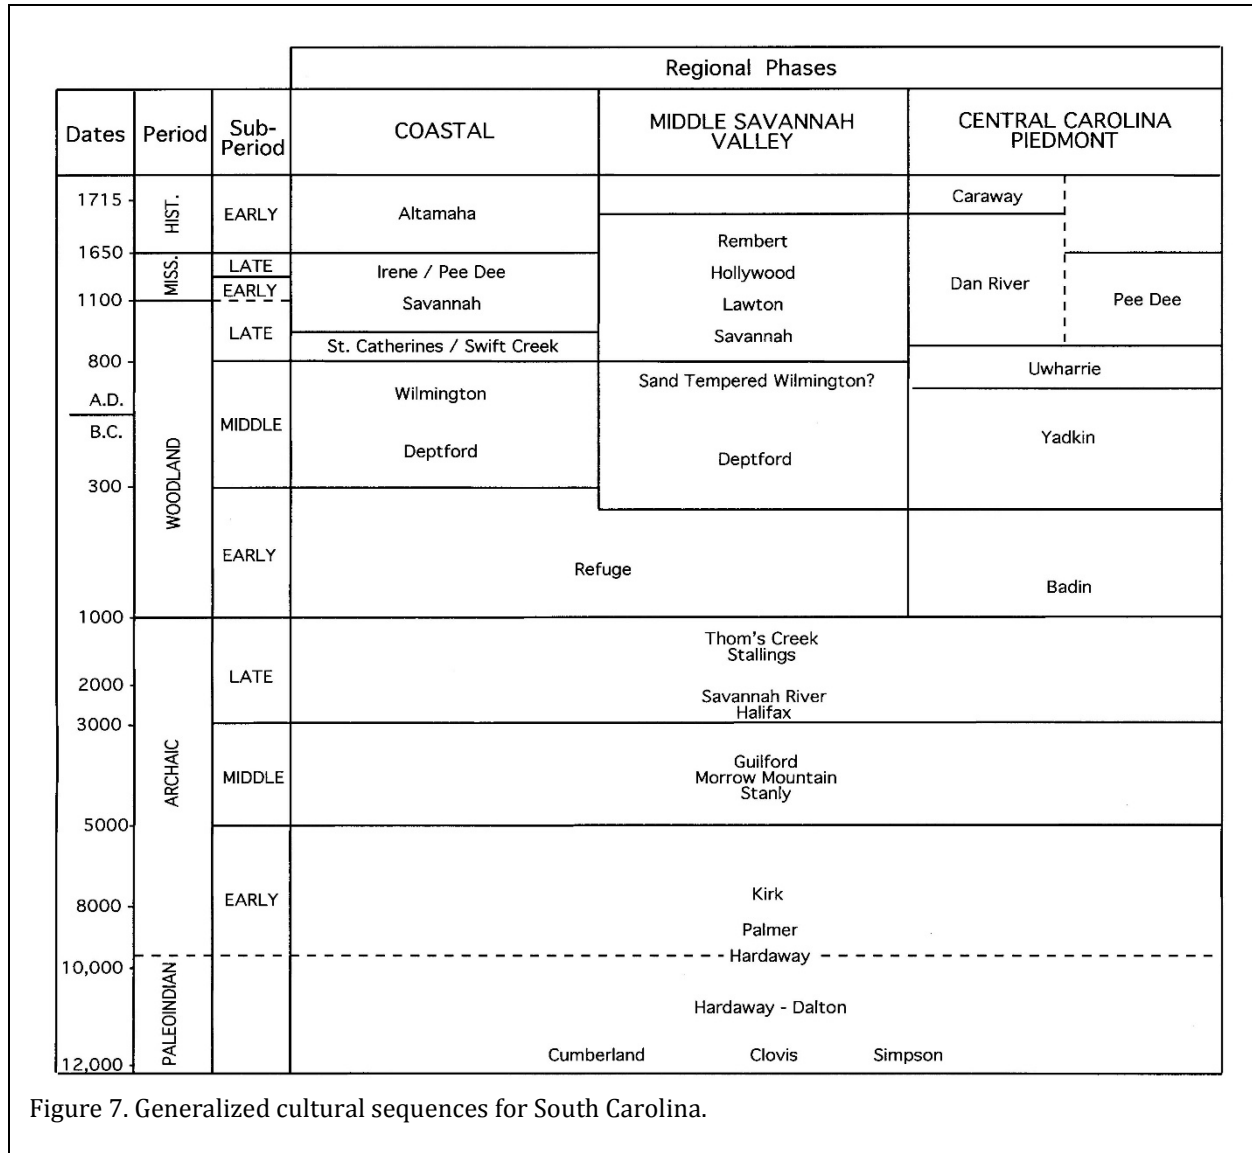 Regional Phases
Dates Period Sub-Period COASTAL MIDDLE SAVANNAH VALLEY CENTRAL CAROLINA PIEDMONT
1715 HIST. EARLY Altamaha Caraway
1650 Rembert
MISS. LATE Irene / Pee Dee Hollywood Dan River
EARLY Savannah Lawton Pee Dee
1100
LATE St. Catherines / Swift Creek Savannah
800 Uwharrie
A.D. Wilmington Sand Tempered Wilmington?
B.C. MIDDLE Deptford Deptford Yadkin
300
WOODLAND
EARLY Refuge Badin
1000
Thom's Creek
Stallings
LATE
2000
Savannah River
Halifax
3000
ARCHAIC
MIDDLE
Guilford
Morrow Mountain
Stanly
5000
8000 EARLY Kirk
Palmer
Hardaway
10,000
PALEOINDIAN
Hardaway - Dalton
12,000 Cumberland Clovis Simpson
Figure 7. Generalized cultural sequences for South Carolina.